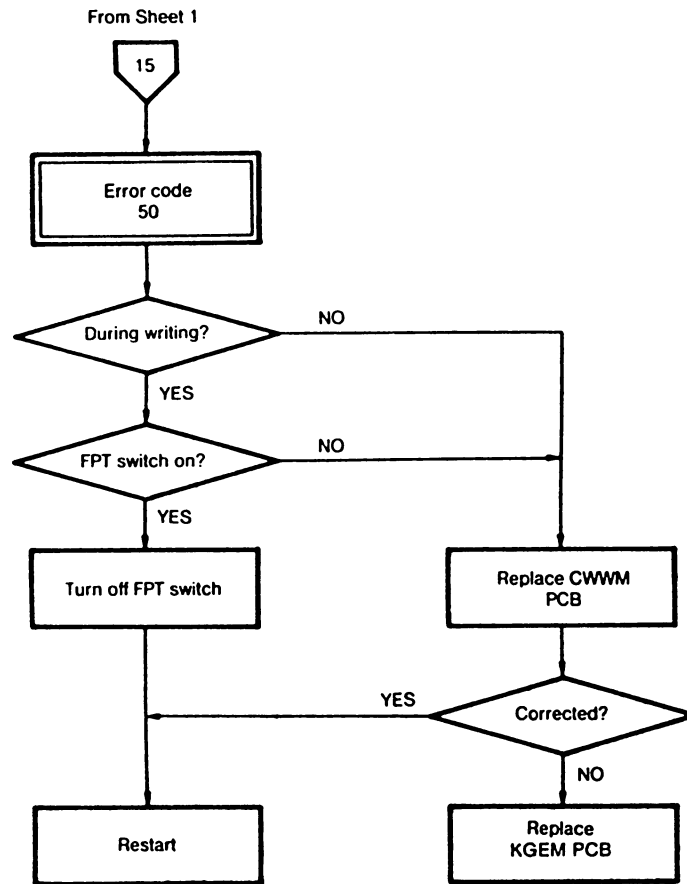 From Sheet 1
15
Error code
50
During writing?
NO
YES
FPT switch on?
NO
YES
Turn off FPT switch
Replace CWWM
PCB
YES
Corrected?
NO
Restart
Replace
KGEM PCB